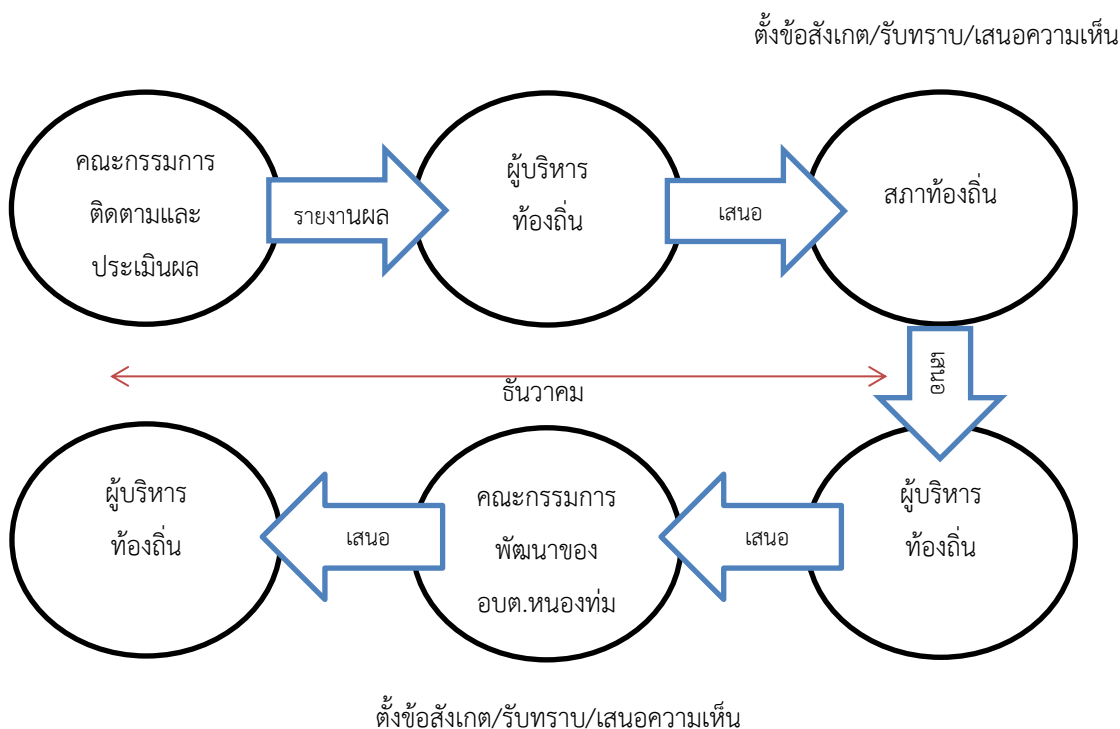 ตั้งข้อสังเกต/รับทราบ/เสนอความเห็น
คณะกรรมการ
ติดตามและ
ประเมินผล
รายงานผล
ผู้บริหาร
ท้องถิ่น
เสนอ
สภาท้องถิ่น
เสนอ
ธันวาคม
ผู้บริหาร
ท้องถิ่น
เสนอ
คณะกรรมการ
พัฒนาของ
อบต.หนองท่ม
เสนอ
ผู้บริหาร
ท้องถิ่น
ตั้งข้อสังเกต/รับทราบ/เสนอความเห็น